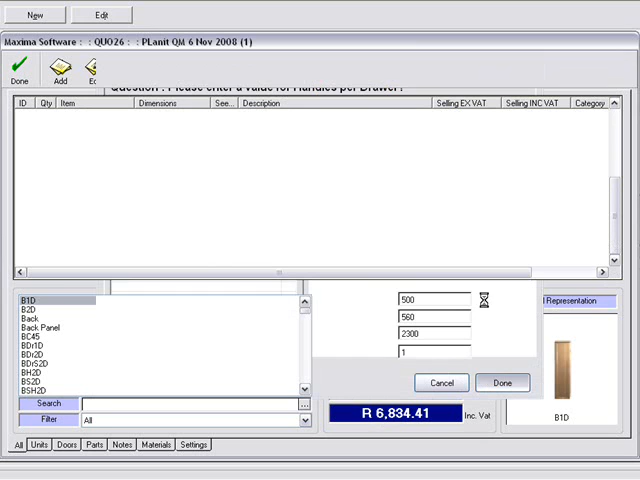 New Edit
Maxima Software : : QUO26 : : PLanit QM 6 Nov 2008 (1)
Done Add
Question : Please enter a value for Handles per Drawer?
ID Qty Item Dimensions See... Description Selling EX VAT Selling INC VAT Category
B1D
B2D
Back
Back Panel
BC45
BDr1D
BDr2D
BDrS2D
BH2D
BS2D
BSH2D
500
560
2300
1
Representation
Cancel Done
Search ...
Filter All
R 6,834.41 Inc. Vat
B1D
All Units Doors Parts Notes Materials Settings